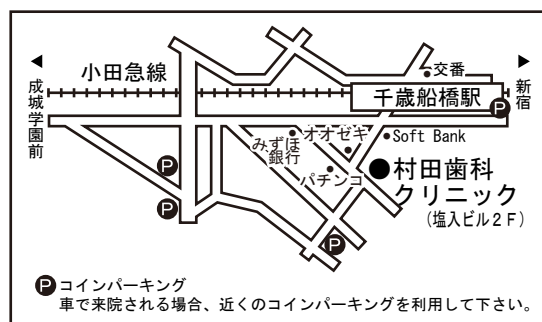 ◀
▶
交番
小田急線
成城学園前
千歳船橋駅
新宿
P
オオゼキ
Soft Bank
みずほ
銀行
パチンコ
●村田歯科
クリニック
(塩入ビル2F)
P
P
P
Pコインパーキング
車で来院される場合、近くのコインパーキングを利用して下さい。